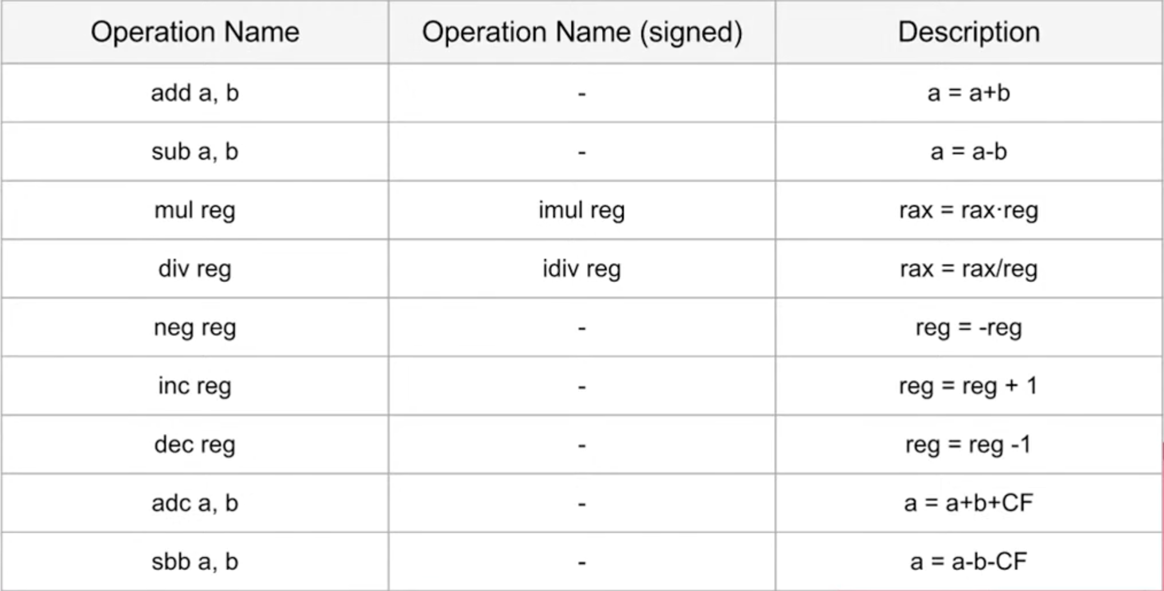 Operation Name Operation Name (signed) Description
add a, b - a = a+b
sub a, b - a = a-b
mul reg imul reg rax = rax·reg
div reg idiv reg rax = rax/reg
neg reg - reg = -reg
inc reg - reg = reg + 1
dec reg - reg = reg -1
adc a, b - a = a+b+CF
sbb a, b - a = a-b-CF